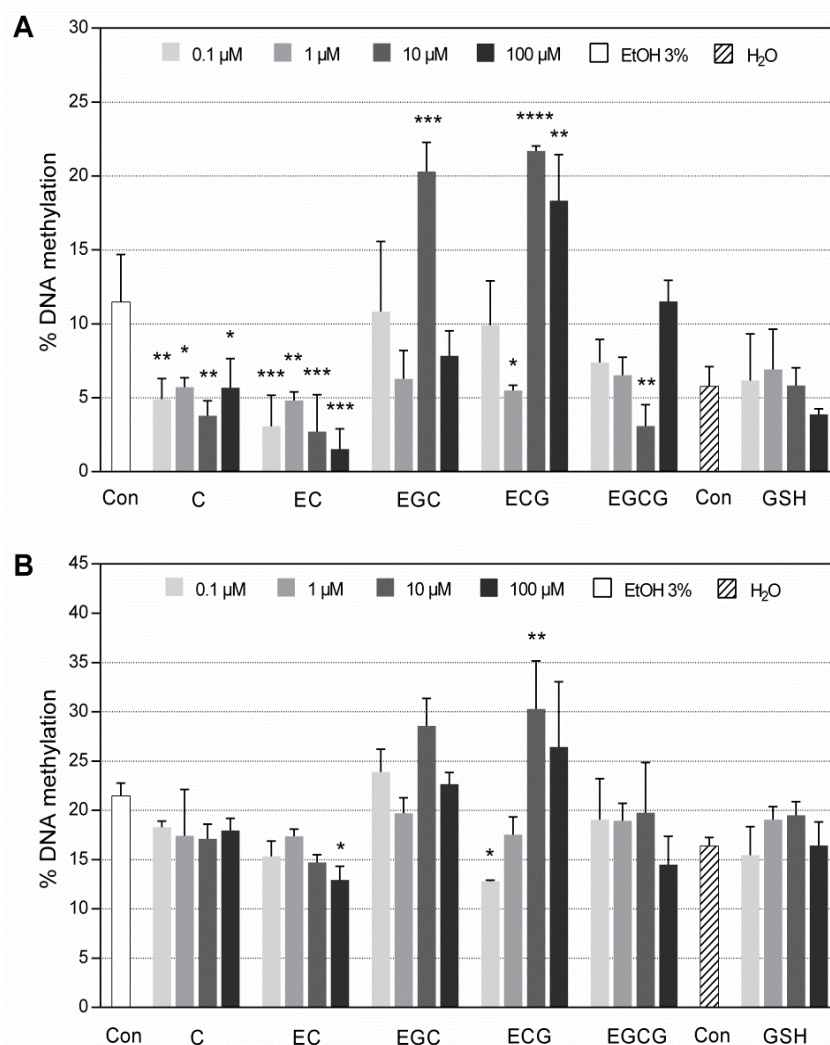 A
30
0.1 µM 1 µM 10 µM 100 µM EtOH 3% H₂O
25
**** 
*** **
20
% DNA methylation
15
10
** * ** *
*** ** *** ***
*
**
5
0
Con C EC EGC ECG EGCG Con GSH
B
45
0.1 µM 1 µM 10 µM 100 µM EtOH 3% H₂O
40
**
35
30
% DNA methylation
25
20
15
* *
10
5
0
Con C EC EGC ECG EGCG Con GSH